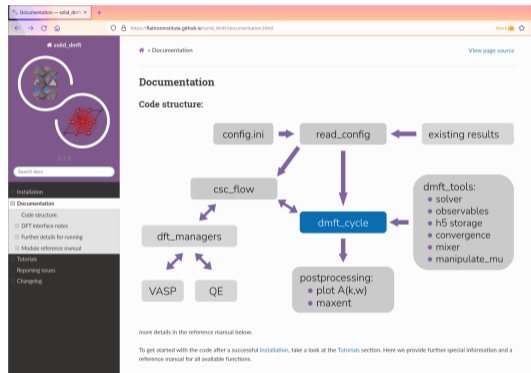 Documentation — solid_dmft
https://flatironinstitute.github.io/solid_dmft/documentation.html
Work
solid_dmft
3.1.0
Search docs
Installation
Documentation
Code structure:
DFT interface notes
Further details for running
Module reference manual
Tutorials
Reporting issues
Changelog
» Documentation
View page source
Documentation
Code structure:
config.ini
read_config
existing results
csc_flow
dmft_cycle
dmft_tools:
solver
observables
h5 storage
convergence
mixer
manipulate_mu
dft_managers
VASP
QE
postprocessing:
plot A(k,w)
maxent
more details in the reference manual below.
To get started with the code after a successful Installation, take a look at the Tutorials section. Here we provide further special information and a
reference manual for all available functions.